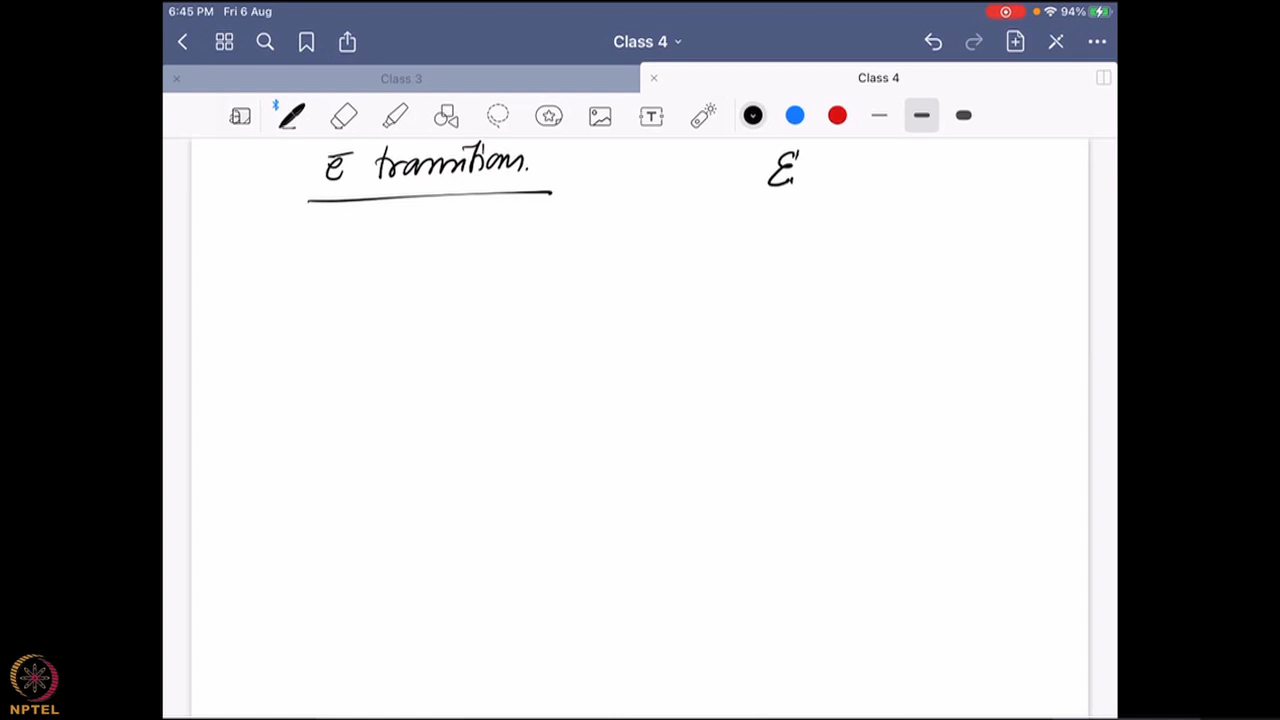 6:45 PM Fri 6 Aug 94%
Class 4
Class 3 Class 4
T
ē transitions. Ɛ'
NPTEL